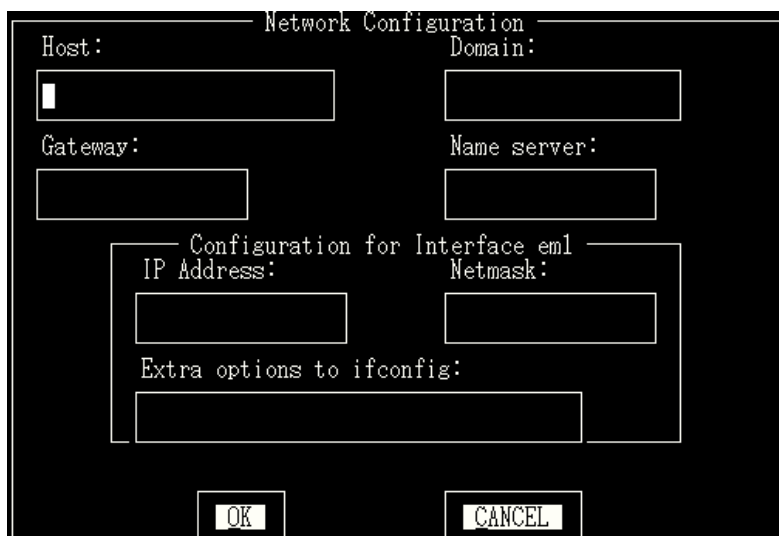 Network Configuration
Host: Domain:
Gateway: Name server:
Configuration for Interface em1
IP Address: Netmask:
Extra options to ifconfig:
OK CANCEL